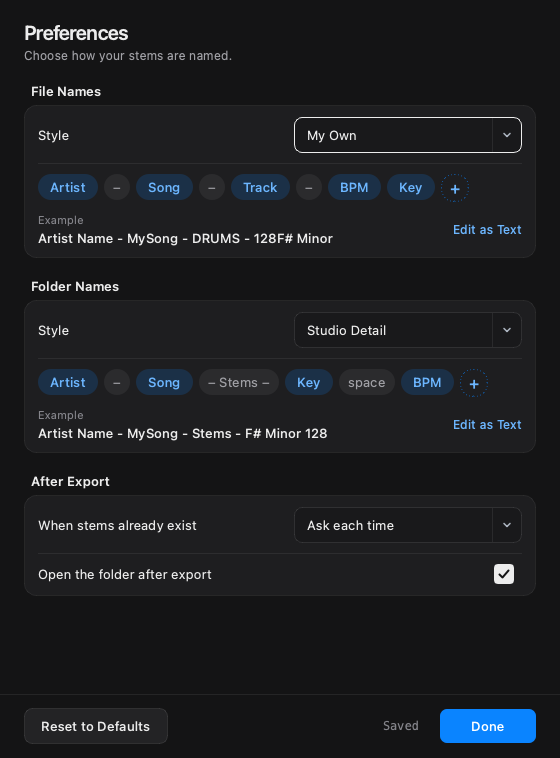 Preferences
Choose how your stems are named.
File Names
Style
My Own
Artist – Song – Track – BPM Key +
Example
Artist Name - MySong - DRUMS - 128F# Minor
Edit as Text
Folder Names
Style
Studio Detail
Artist – Song – Stems – Key space BPM +
Example
Artist Name - MySong - Stems - F# Minor 128
Edit as Text
After Export
When stems already exist
Ask each time
Open the folder after export
Reset to Defaults
Saved
Done